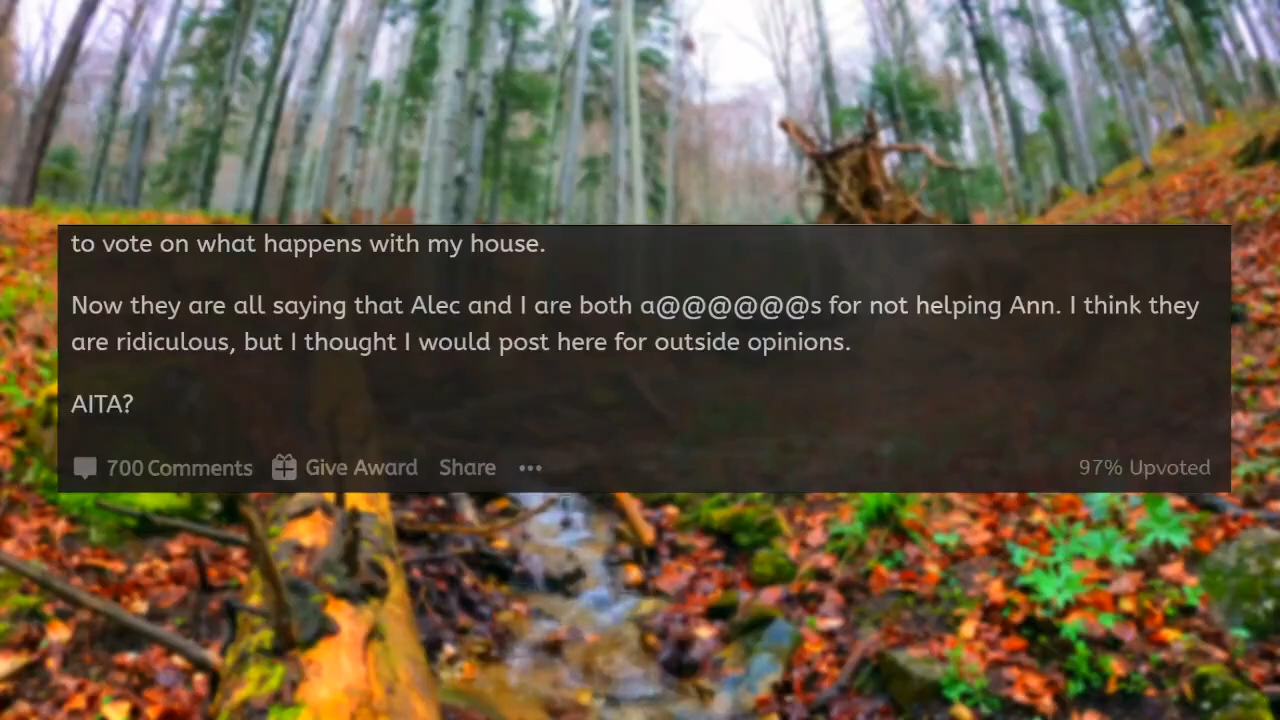 to vote on what happens with my house.
Now they are all saying that Alec and I are both a@@@@@@s for not helping Ann. I think they
are ridiculous, but I thought I would post here for outside opinions.
AITA?
700 Comments Give Award Share ••• 97% Upvoted